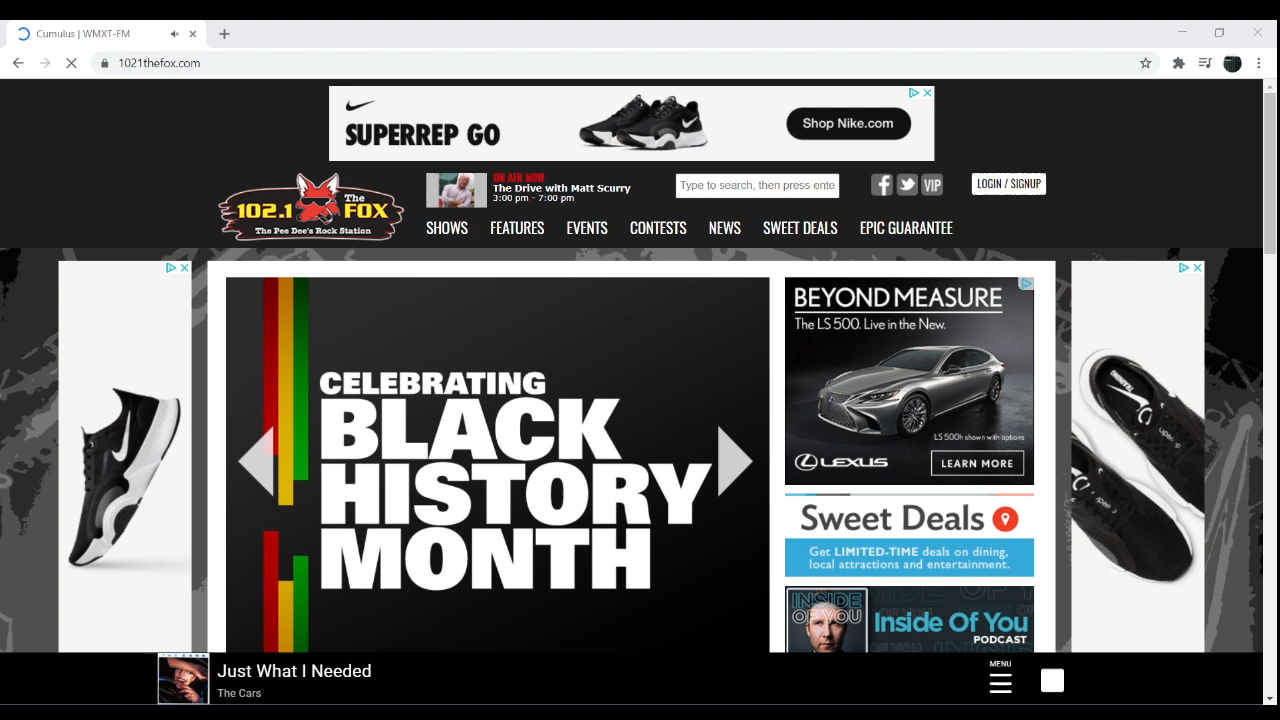 Cumulus | WMXT-FM
1021thefox.com
SUPERREP GO
Shop Nike.com
102.1 The FOX
The Pee Dee's Rock Station
ON AIR NOW
The Drive with Matt Scurry
3:00 pm - 7:00 pm
Type to search, then press ente
VIP
LOGIN / SIGNUP
SHOWS FEATURES EVENTS CONTESTS NEWS SWEET DEALS EPIC GUARANTEE
CELEBRATING
BLACK
HISTORY
MONTH
BEYOND MEASURE
The LS 500. Live in the New.
LS 500h shown with options
LEXUS
LEARN MORE
Sweet Deals
Get LIMITED-TIME deals on dining,
local attractions and entertainment.
INSIDE
OF YOU
Inside Of You
PODCAST
TRAINING
Just What I Needed
The Cars
MENU